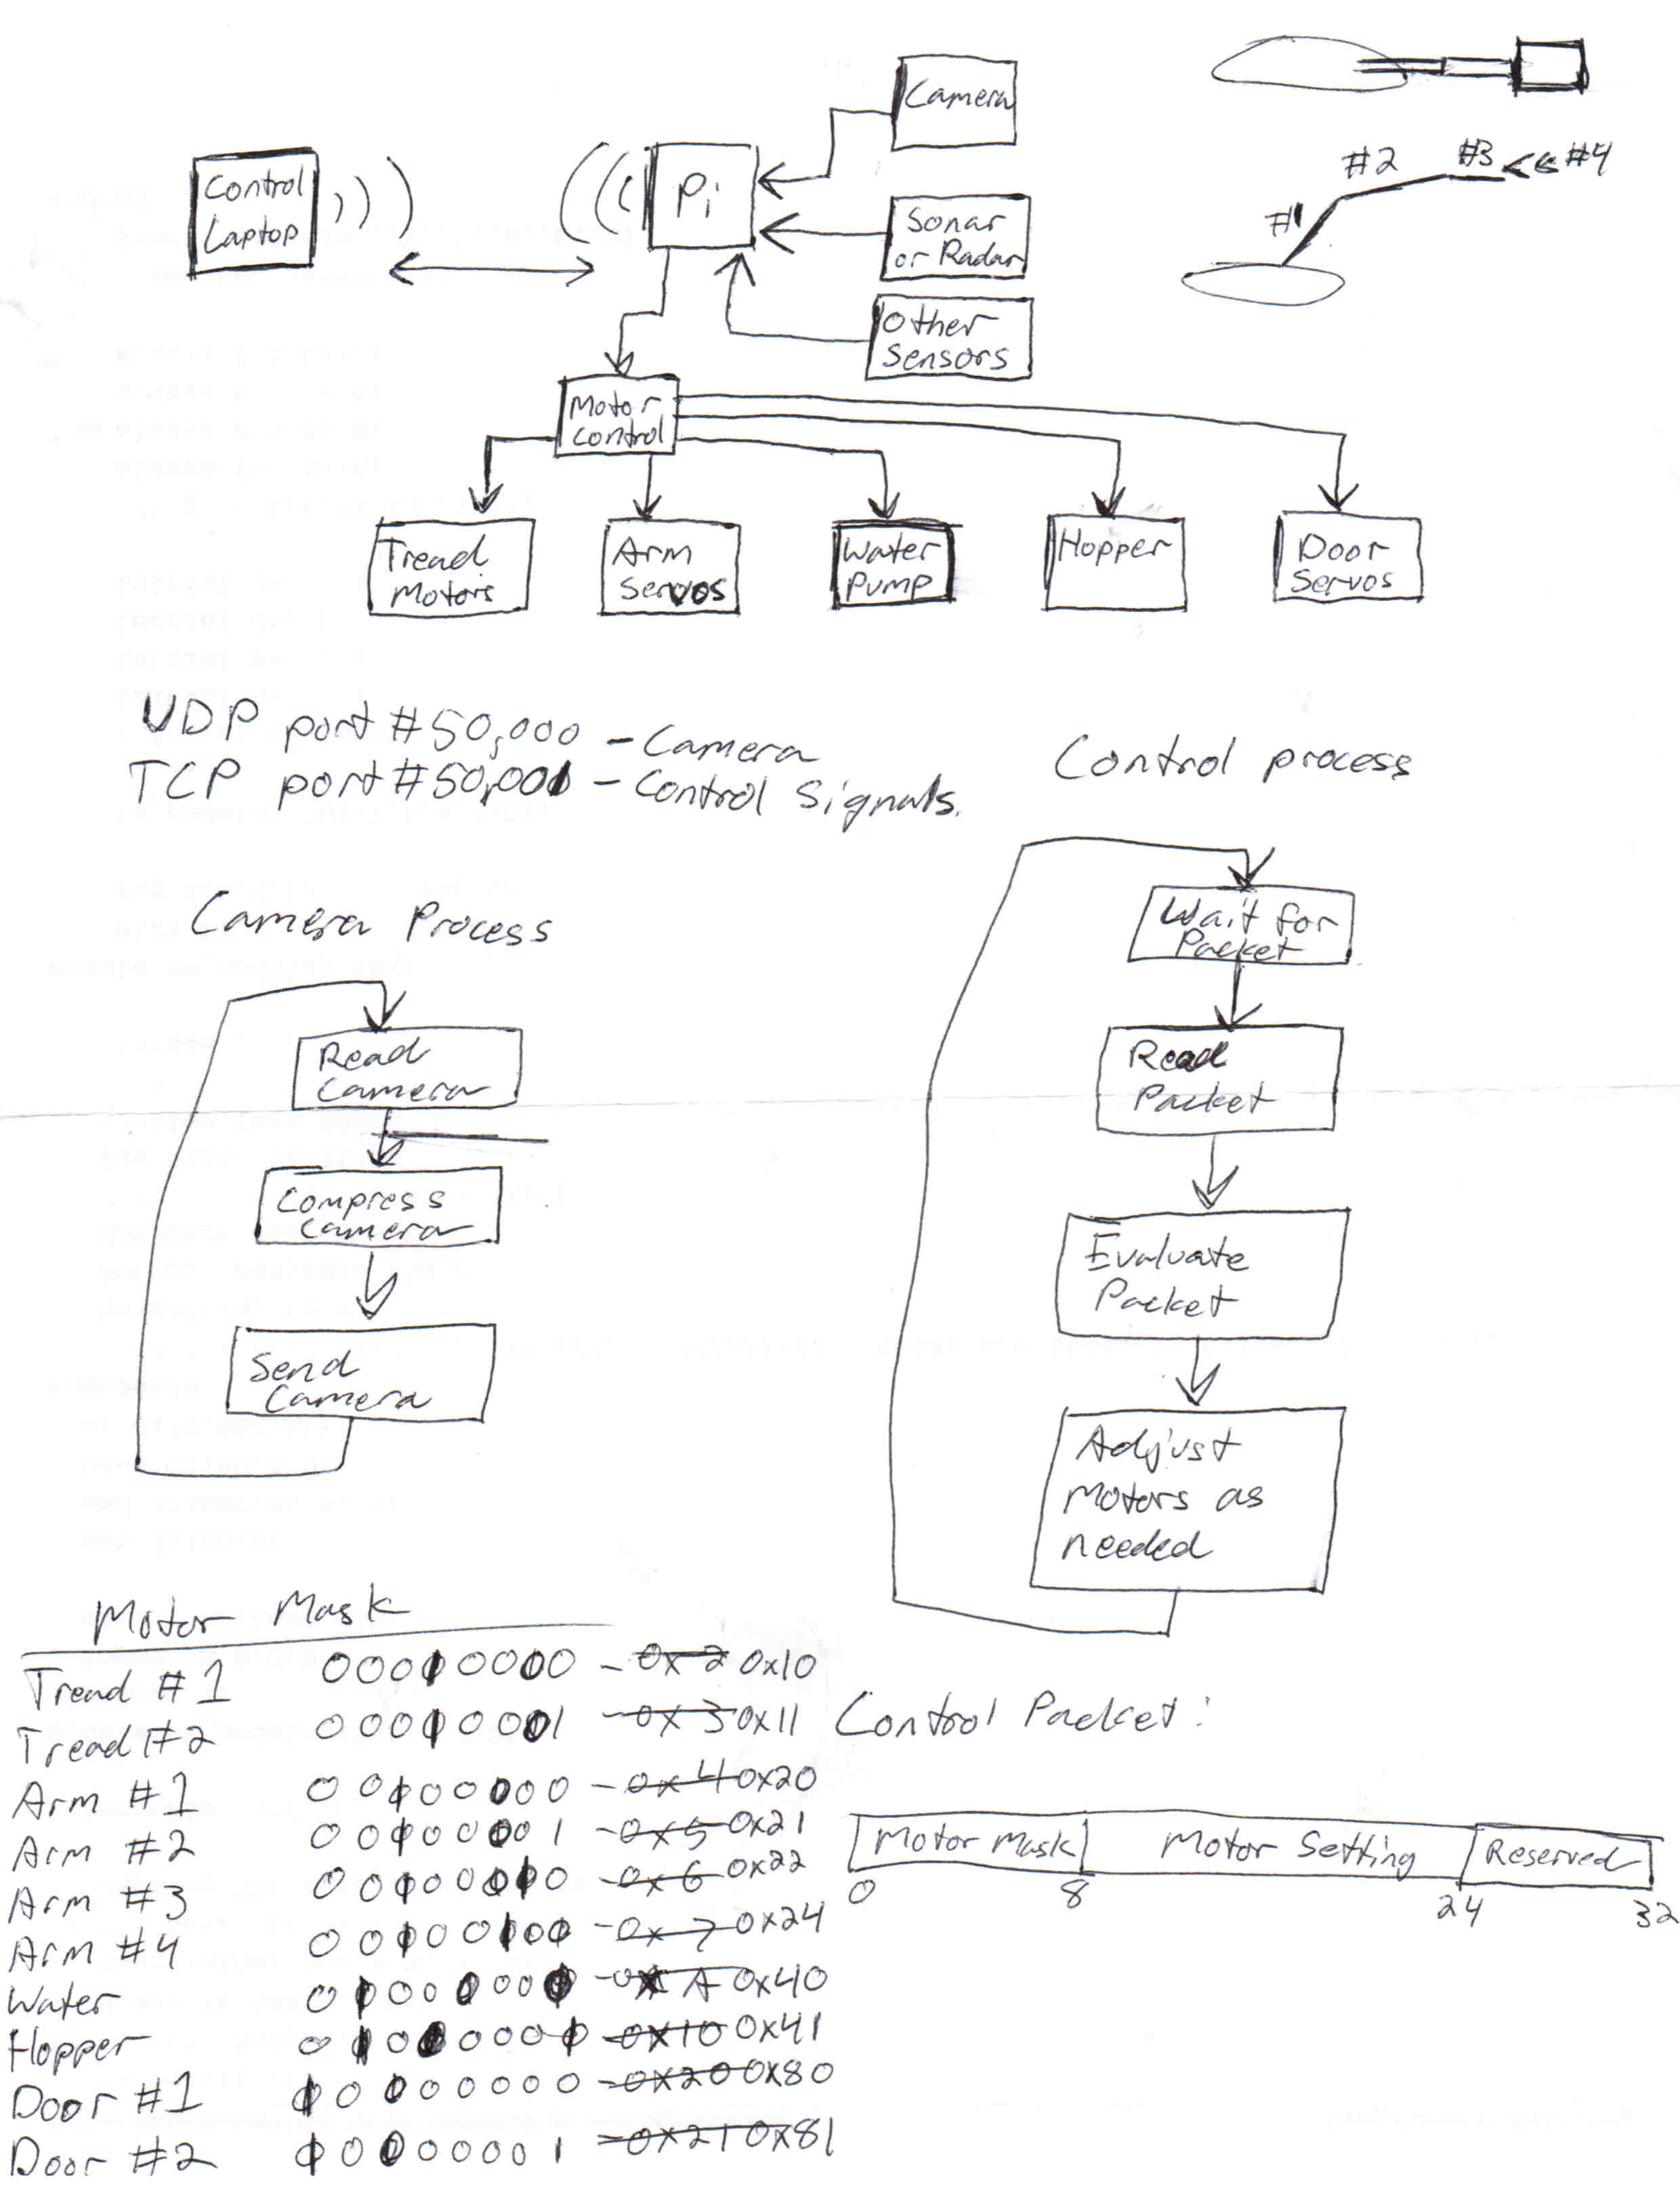 Camera
#2 #3 #4
#1
Control
Laptop
Pi
Sonar
or Radar
Other
Sensors
Motor
Control
Tread
Motors
Arm
Servos
Water
Pump
Hopper
Door
Servos
UDP port #50,000 - Camera
TCP port #50,001 - Control Signals.
Control process
Wait for
Packet
Read
Packet
Evaluate
Packet
Adjust
Motors as
needed
Camera Process
Read
Camera
Compress
Camera
Send
Camera
Motor Mask
Tread #1 00010000 - 0x2 0x10
Tread #2 00010001 - 0x3 0x11
Arm #1 00100000 - 0x4 0x20
Arm #2 00100001 - 0x5 0x21
Arm #3 00100010 - 0x6 0x22
Arm #4 00100100 - 0x7 0x24
Water 01000000 - 0xA 0x40
Hopper 01000001 - 0x10 0x41
Door #1 10000000 - 0x20 0x80
Door #2 10000001 - 0x21 0x81
Control Packet:
Motor Mask Motor Setting Reserved
0 8 24 32